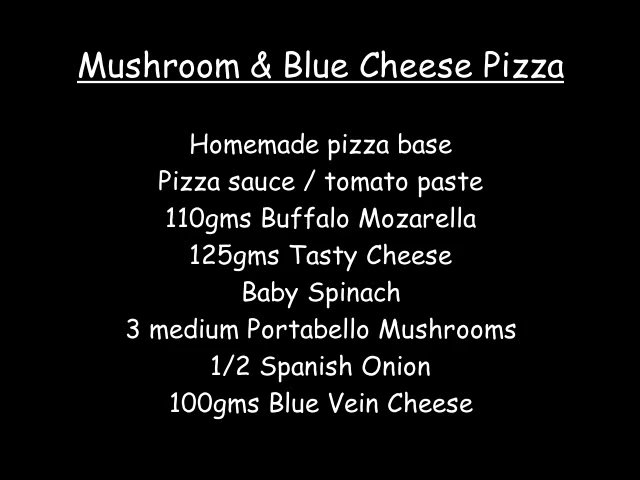 Mushroom & Blue Cheese Pizza
Homemade pizza base
Pizza sauce / tomato paste
110gms Buffalo Mozarella
125gms Tasty Cheese
Baby Spinach
3 medium Portabello Mushrooms
1/2 Spanish Onion
100gms Blue Vein Cheese